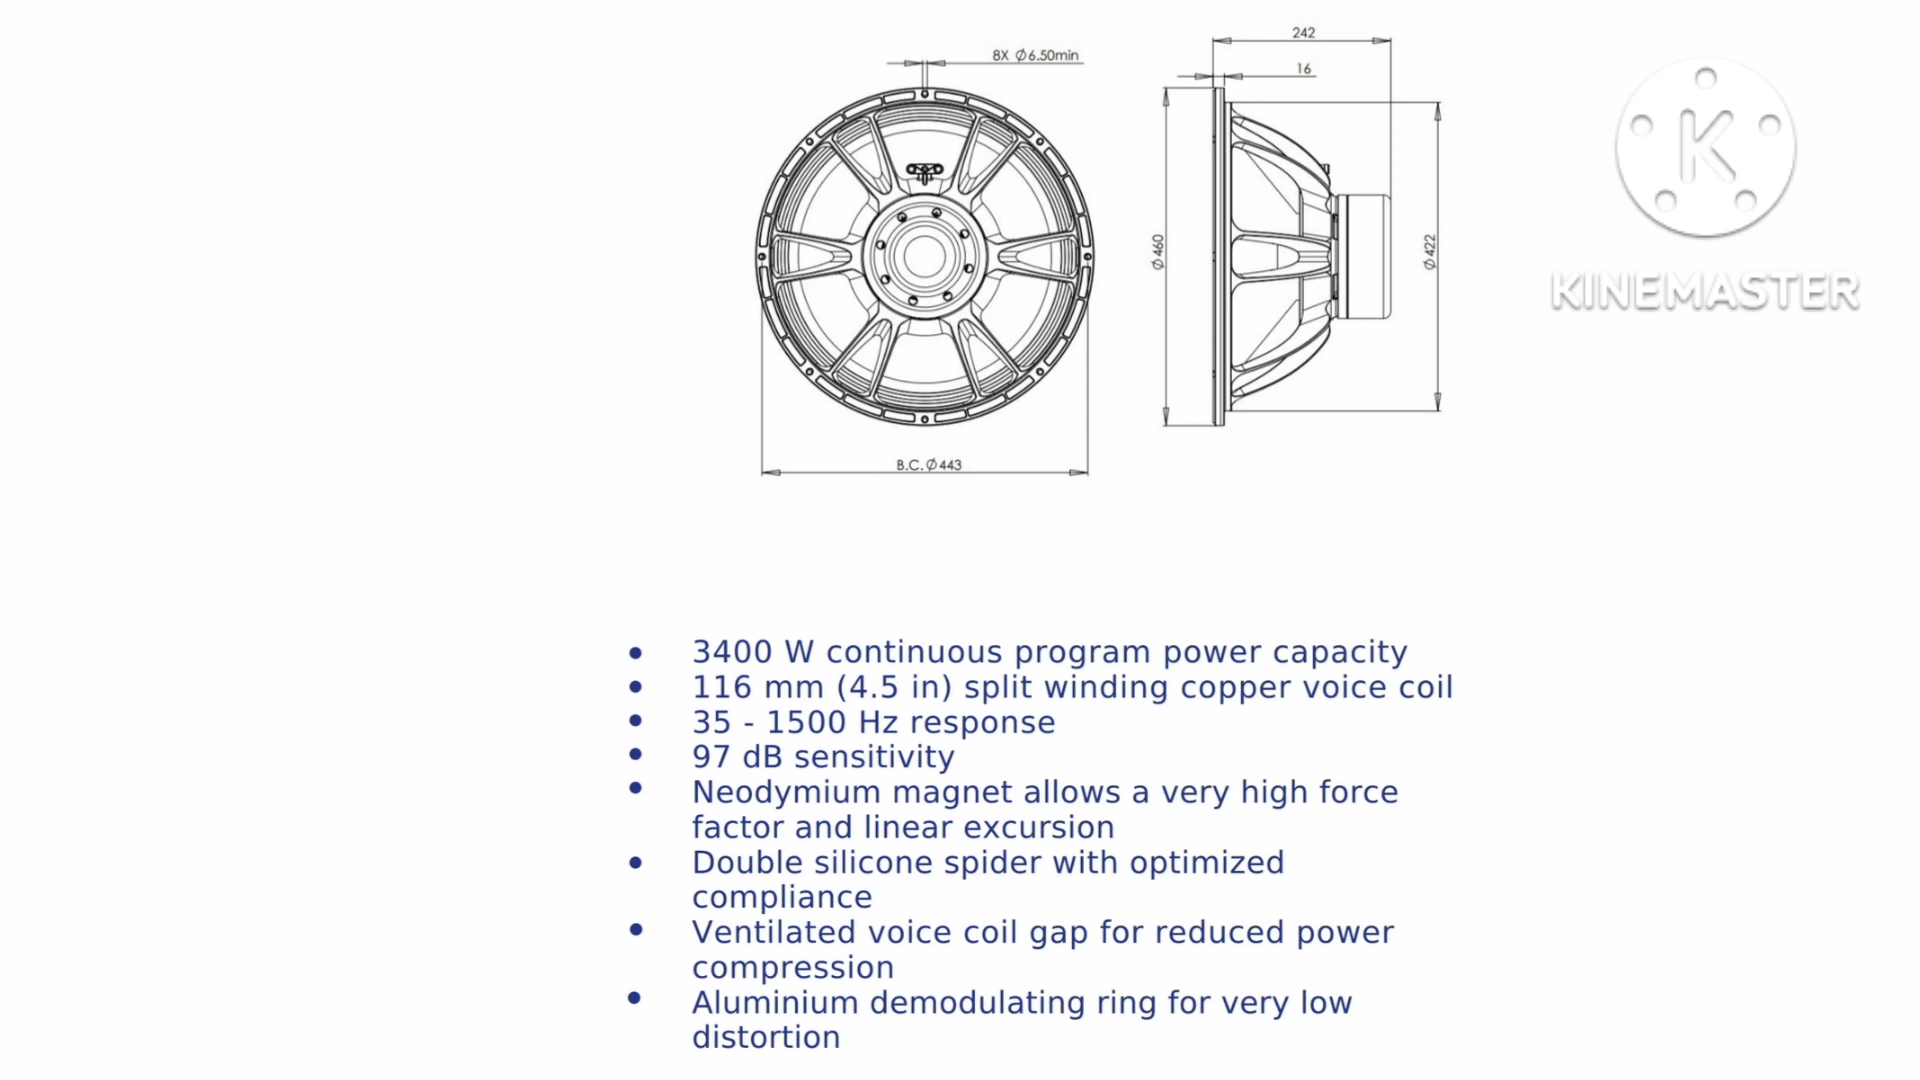 242
8X Ø6.50min
16
Ø460
Ø422
B.C.Ø443
K
KINEMASTER
• 3400 W continuous program power capacity
• 116 mm (4.5 in) split winding copper voice coil
• 35 - 1500 Hz response
• 97 dB sensitivity
• Neodymium magnet allows a very high force
factor and linear excursion
• Double silicone spider with optimized
compliance
• Ventilated voice coil gap for reduced power
compression
• Aluminium demodulating ring for very low
distortion